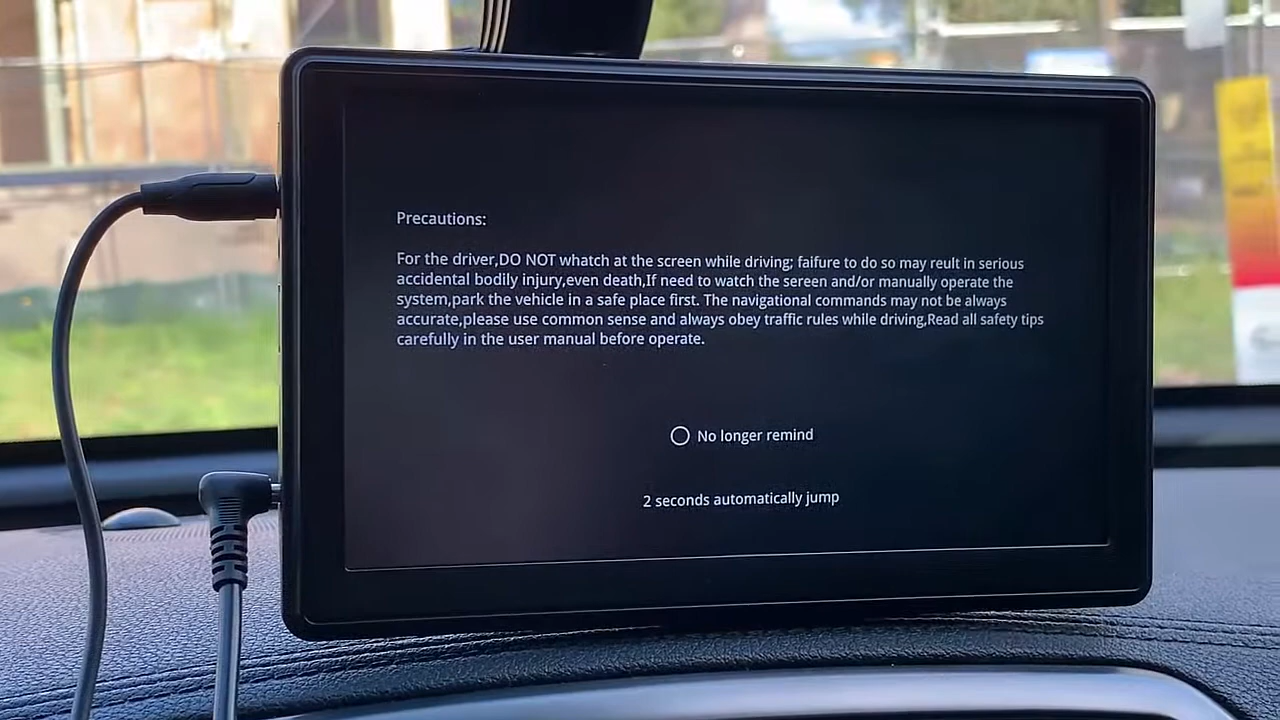 Precautions:
For the driver,DO NOT whatch at the screen while driving; faifure to do so may reult in serious
accidental bodily injury,even death,If need to watch the sereen and/or manually operate the
system,park the vehicle in a safe place first. The navigational commands may not be always
accurate,please use common sense and always obey traffic rules while driving,Read all safety tips
carefully in the user manual before operate.
No longer remind
2 seconds automatically jump